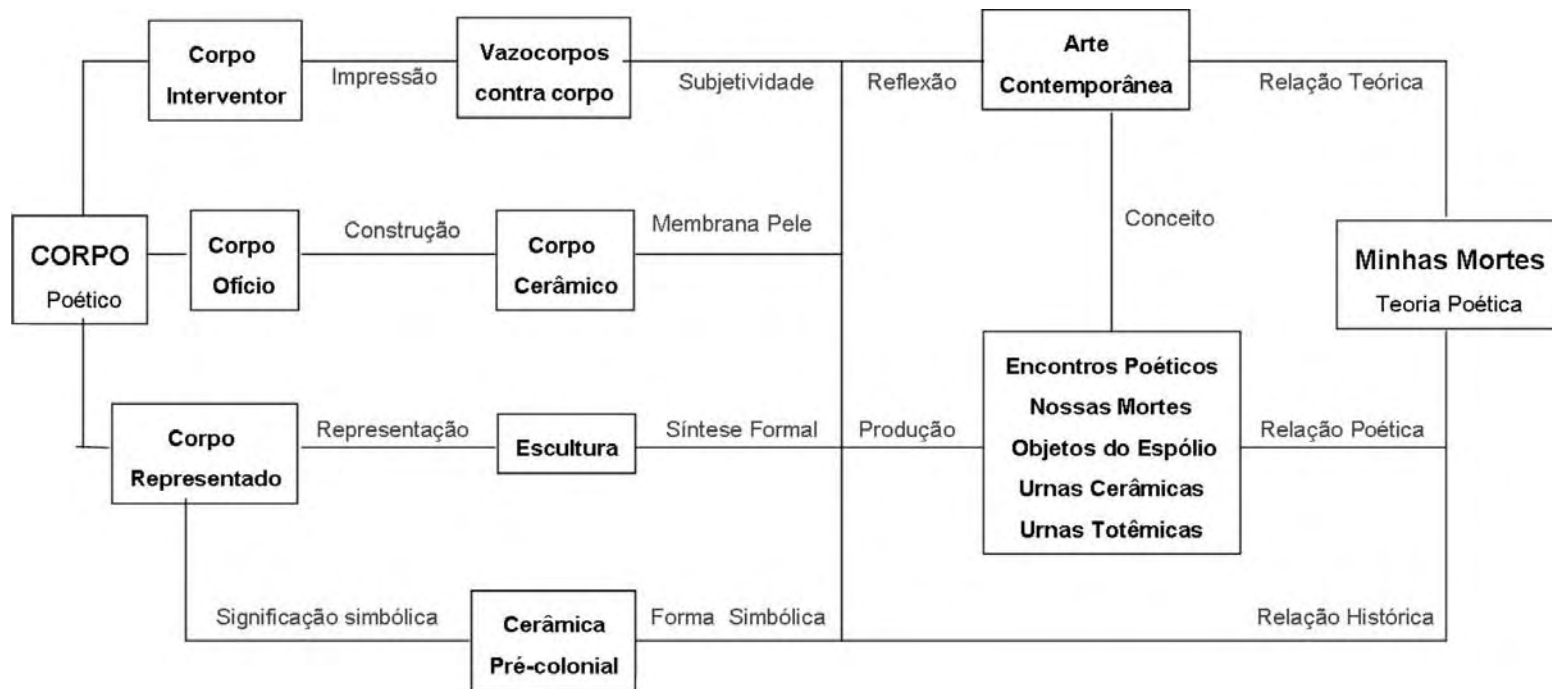 Corpo
Interventor
Impressão
Vazocorpos
contra corpo
Subjetividade
Reflexão
Arte
Contemporânea
Relação Teórica
CORPO
Poético
Corpo
Ofício
Construção
Corpo
Cerâmico
Membrana Pele
Conceito
Minhas Mortes
Teoria Poética
Corpo
Representado
Representação
Escultura
Síntese Formal
Produção
Encontros Poéticos
Nossas Mortes
Objetos do Espólio
Urnas Cerâmicas
Urnas Totêmicas
Relação Poética
Significação simbólica
Cerâmica
Pré-colonial
Forma Simbólica
Relação Histórica